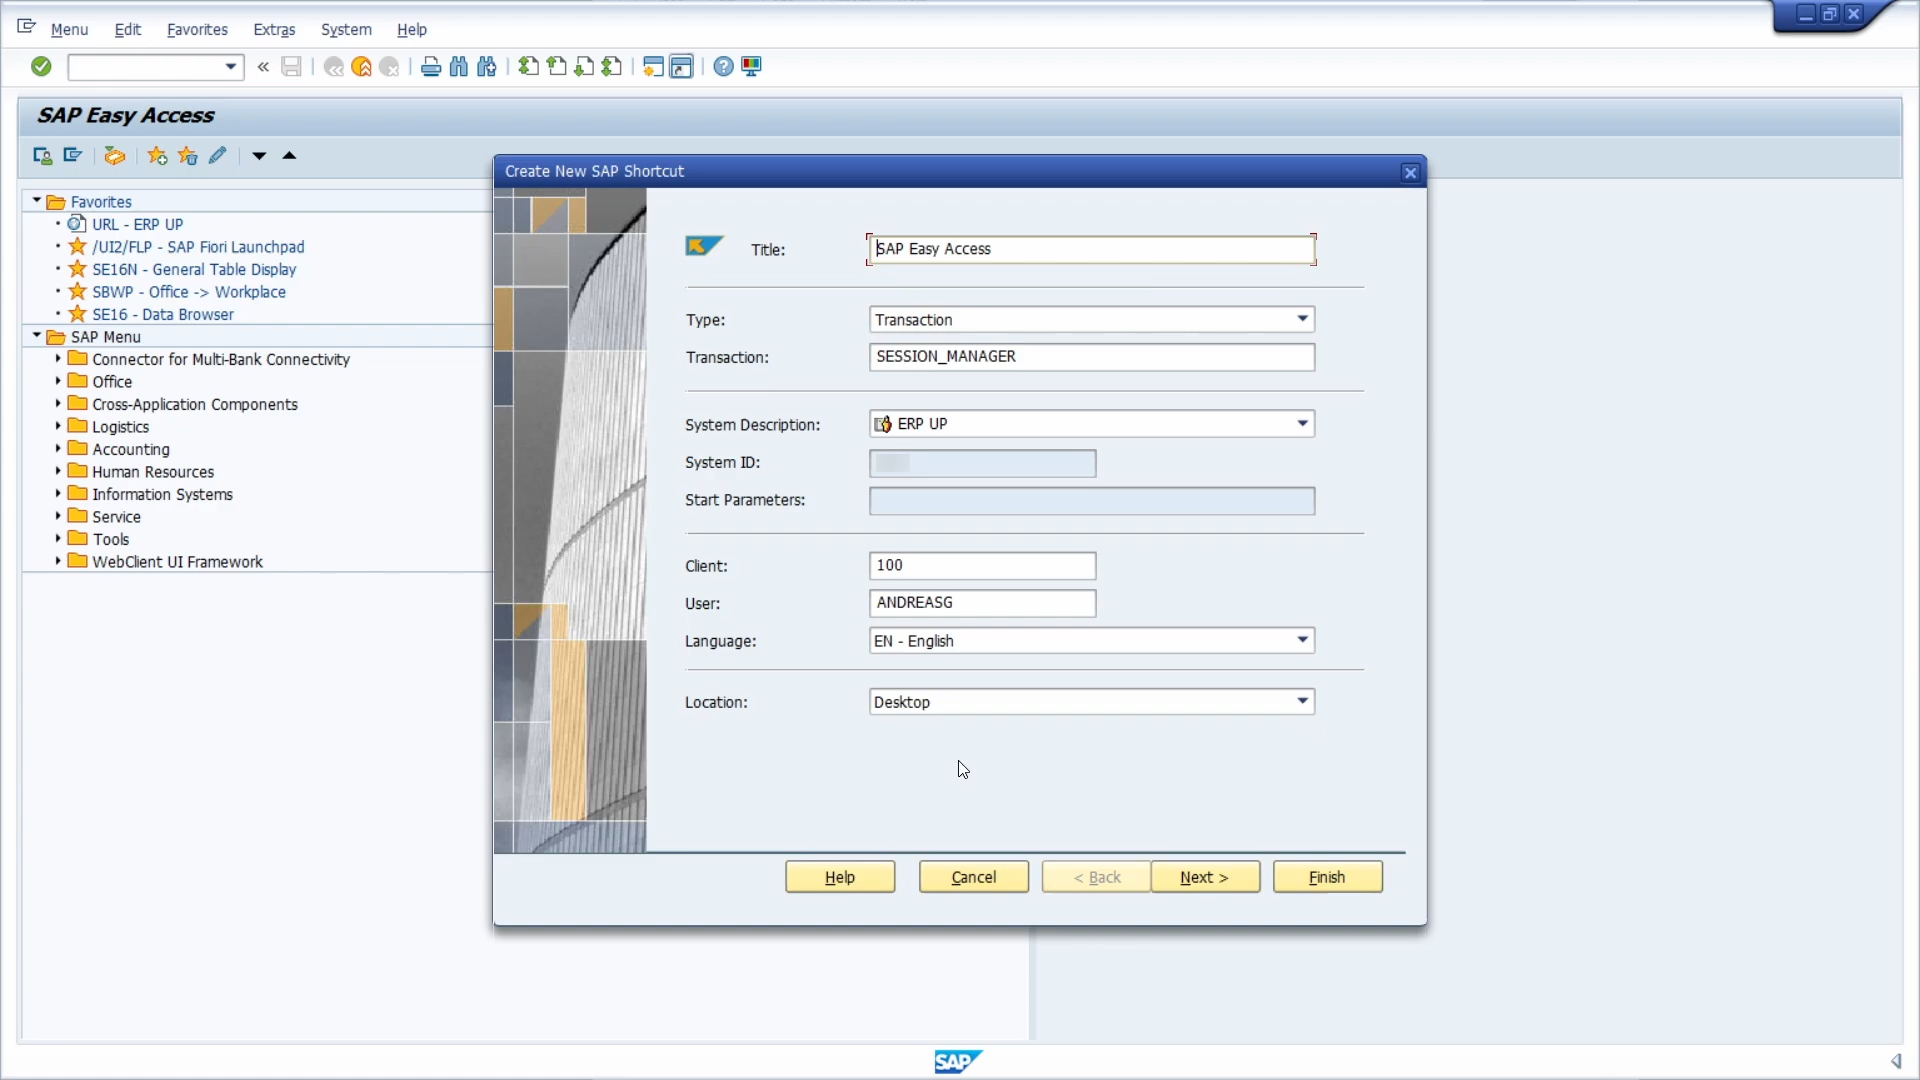 Menu Edit Favorites Extras System Help
SAP Easy Access
Favorites
URL - ERP UP
/UI2/FLP - SAP Fiori Launchpad
SE16N - General Table Display
SBWP - Office -> Workplace
SE16 - Data Browser
SAP Menu
Connector for Multi-Bank Connectivity
Office
Cross-Application Components
Logistics
Accounting
Human Resources
Information Systems
Service
Tools
WebClient UI Framework
Create New SAP Shortcut
Title: SAP Easy Access
Type: Transaction
Transaction: SESSION_MANAGER
System Description: ERP UP
System ID:
Start Parameters:
Client: 100
User: ANDREASG
Language: EN - English
Location: Desktop
Help Cancel < Back Next > Finish
SAP